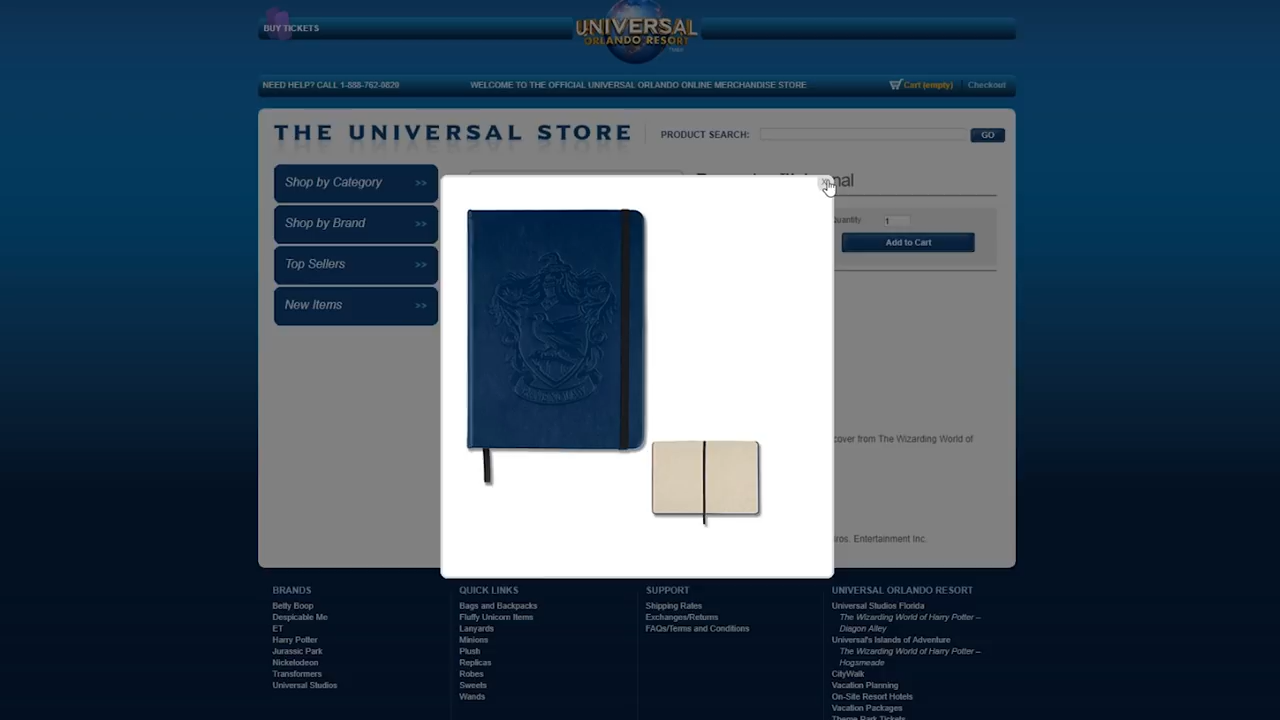 BUY TICKETS
UNIVERSAL
ORLANDO RESORT
NEED HELP? CALL 1-888-762-0820
WELCOME TO THE OFFICIAL UNIVERSAL ORLANDO ONLINE MERCHANDISE STORE
Cart (empty)
Checkout
THE UNIVERSAL STORE
PRODUCT SEARCH:
GO
Shop by Category >>
Shop by Brand >>
Top Sellers >>
New Items >>
Quantity 1
Add to Cart
cover from The Wizarding World of
Entertainment Inc.
BRANDS
Betty Boop
Despicable Me
ET
Harry Potter
Jurassic Park
Nickelodeon
Transformers
Universal Studios
QUICK LINKS
Bags and Backpacks
Fluffy Unicorn Items
Lanyards
Minions
Plush
Replicas
Robes
Sweets
Wands
SUPPORT
Shipping Rates
Exchanges/Returns
FAQs/Terms and Conditions
UNIVERSAL ORLANDO RESORT
Universal Studios Florida
The Wizarding World of Harry Potter –
Diagon Alley
Universal's Islands of Adventure
The Wizarding World of Harry Potter –
Hogsmeade
CityWalk
Vacation Planning
On-Site Resort Hotels
Vacation Packages
Theme Park Tickets